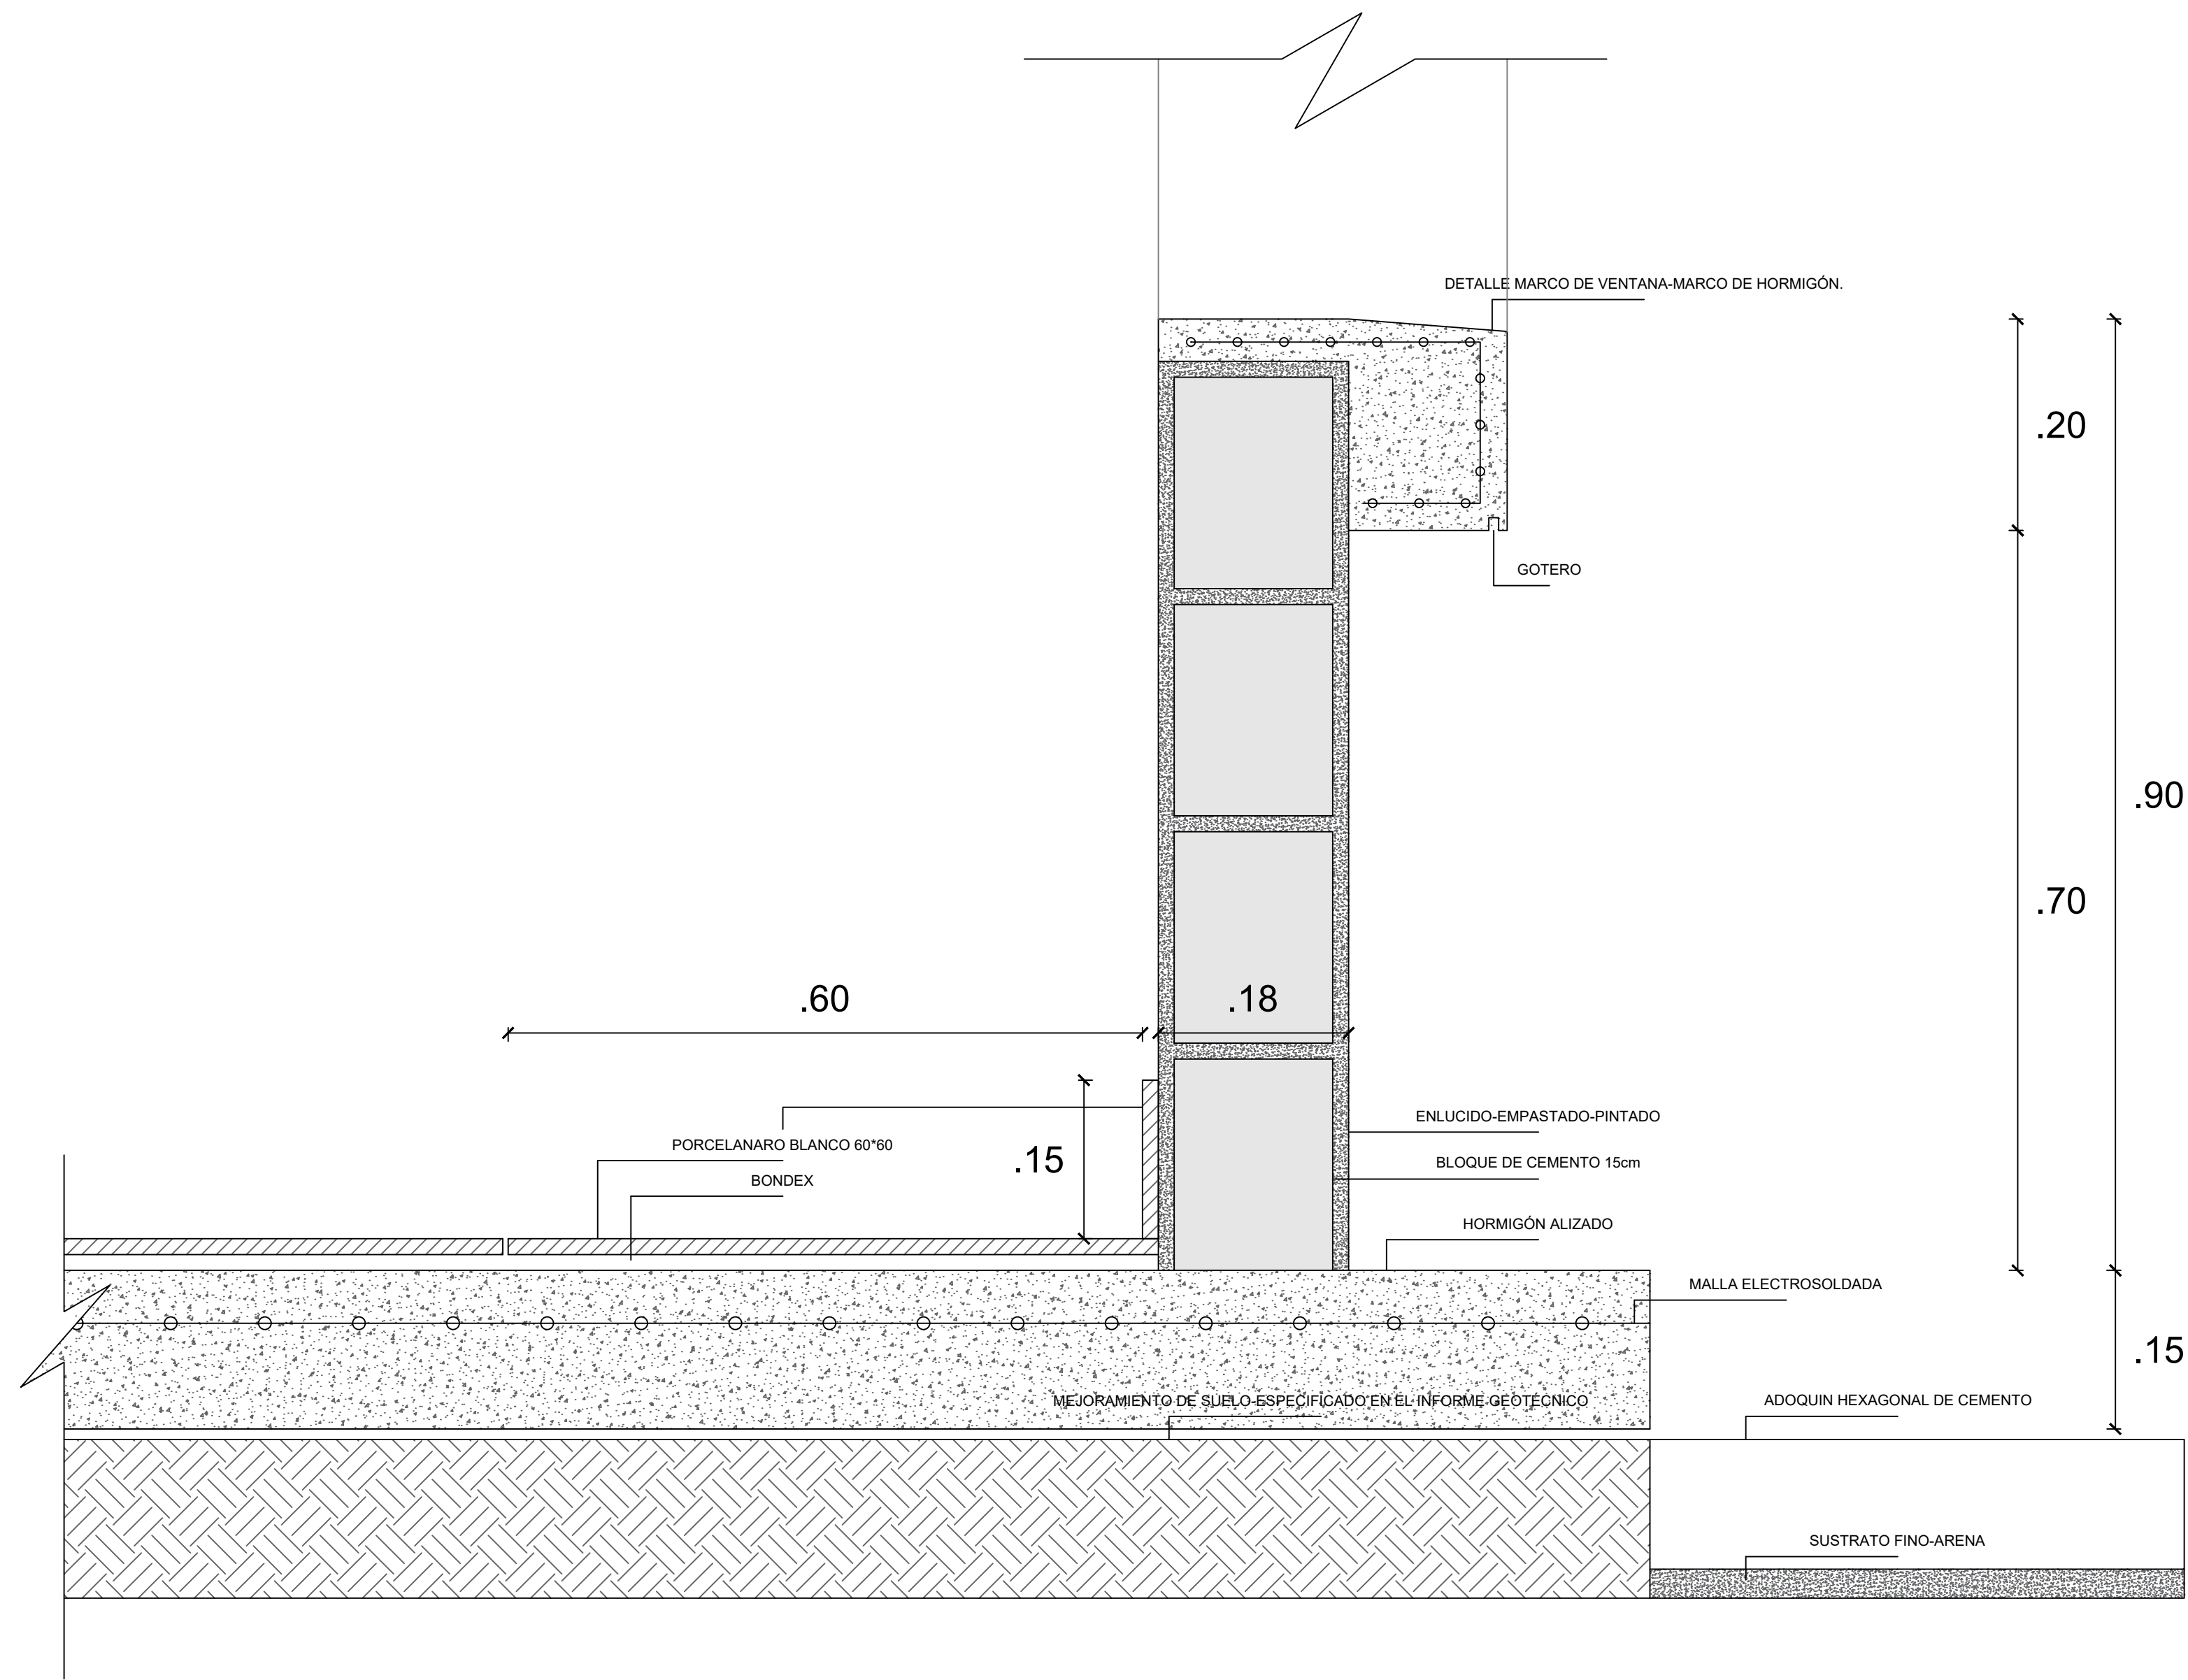 DETALLE MARCO DE VENTANA-MARCO DE HORMIGÓN.
.20
GOTERO
.90
.70
.60
.18
ENLUCIDO-EMPASTADO-PINTADO
PORCELANARO BLANCO 60*60
.15
BLOQUE DE CEMENTO 15cm
BONDEX
HORMIGÓN ALIZADO
MALLA ELECTROSOLDADA
.15
MEJORAMIENTO DE SUELO-ESPECIFICADO EN EL INFORME GEOTECNICO
ADOQUIN HEXAGONAL DE CEMENTO
SUSTRATO FINO-ARENA